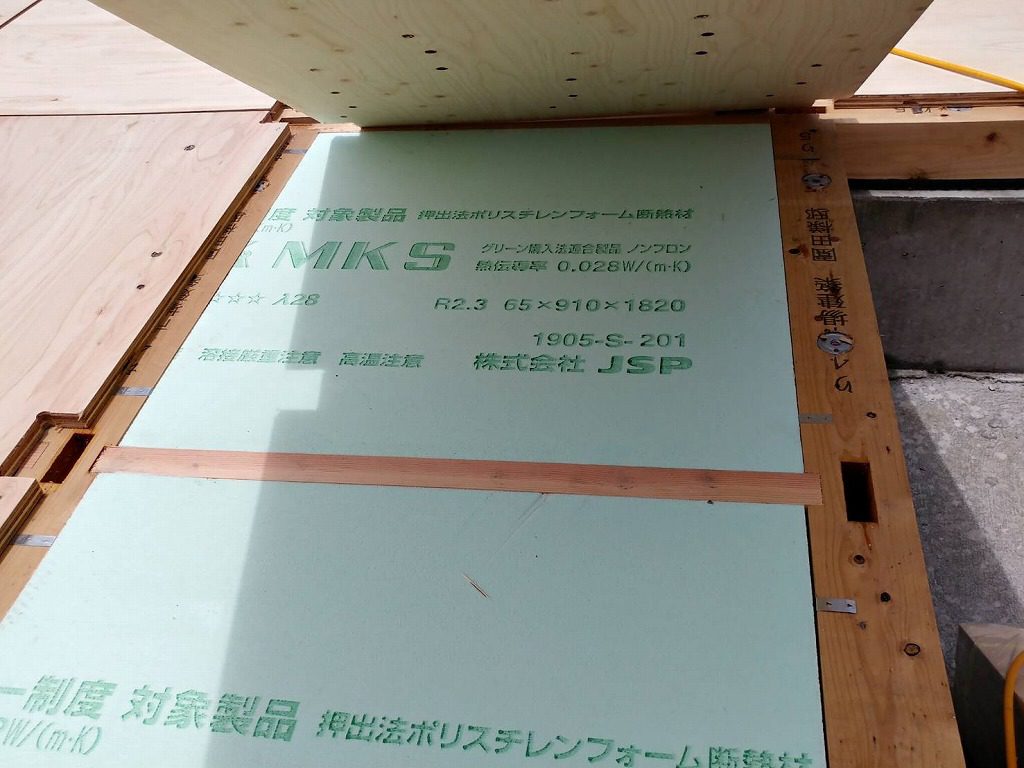 度 対象製品 押出法ポリスチレンフォーム断熱材
(m·K)
MKS
グリーン購入法適合製品 ノンフロン
熱伝導率 0.028W/(m·K)
☆☆☆ λ28
R2.3 65×910×1820
1905-S-201
溶接厳重注意 高温注意 株式会社 JSP
ー制度 対象製品 押出法ポリスチレンフォーム断熱材
W/(m·K)